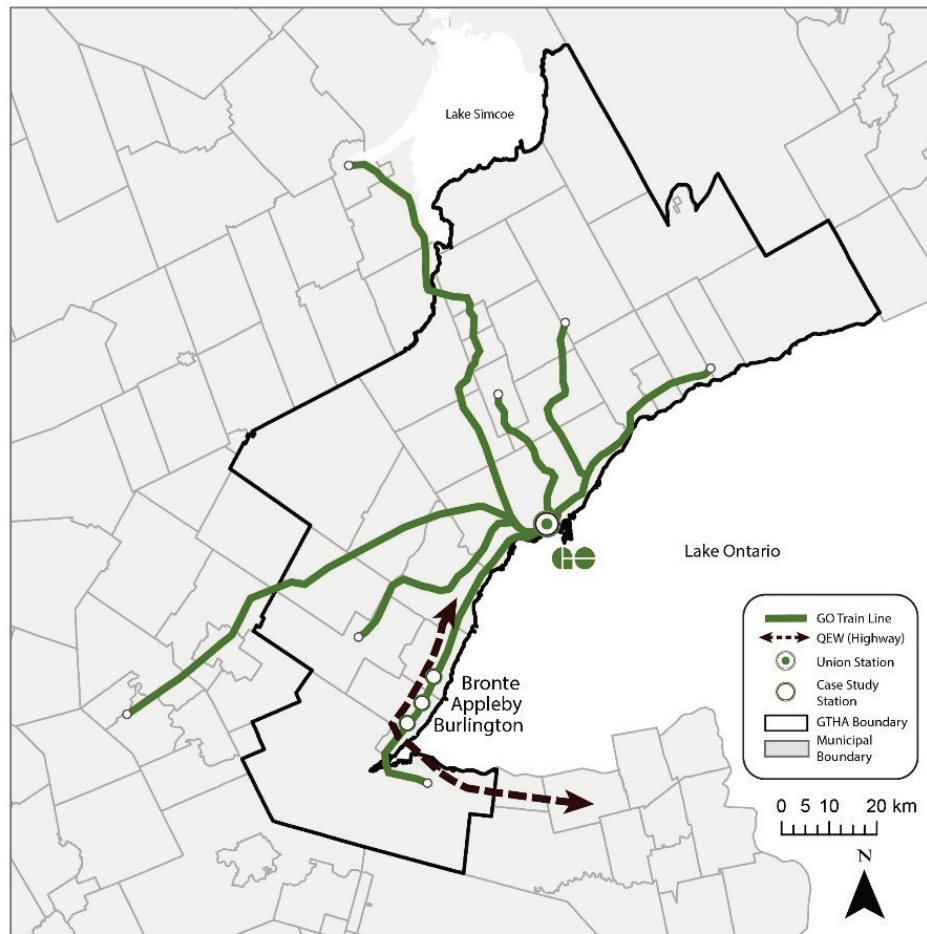 Lake Simcoe
Lake Ontario
Bronte
Appleby
Burlington
GO Train Line
QEW (Highway)
Union Station
Case Study
Station
GTHA Boundary
Municipal
Boundary
0 5 10 20 km
N